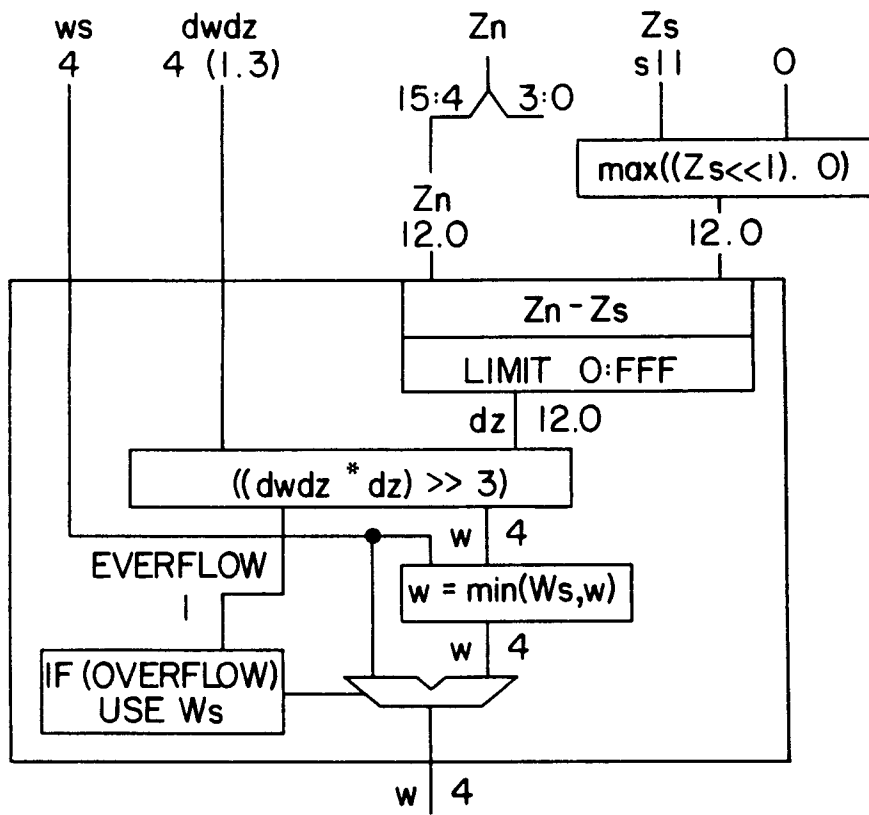 ws dwdz Zn Zs
4 4 (1.3) s11 0
15:4 3:0
max((Zs<<1). 0)
Zn
12.0 12.0
Zn - Zs
LIMIT 0:FFF
dz 12.0
((dwdz * dz) >> 3)
w 4
EVERFLOW
1
w = min(Ws,w)
w 4
IF (OVERFLOW)
USE Ws
w 4